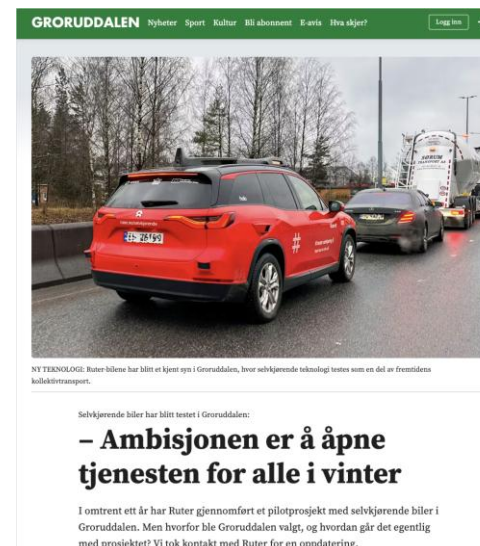 GRORUDDALEN Nyheter Sport Kultur Bli abonnent E-avis Hva skjer? Logg inn
SØRUM
#
NY TEKNOLOGI: Ruter-bilene har blitt et kjent syn i Groruddalen, hvor selvkjørende teknologi testes som en del av fremtidens
kollektivtransport.
Selvkjørende biler har blitt testet i Groruddalen:
– Ambisjonen er å åpne
tjenesten for alle i vinter
I omtrent ett år har Ruter gjennomført et pilotprosjekt med selvkjørende biler i
Groruddalen. Men hvorfor ble Groruddalen valgt, og hvordan går det egentlig
med prosjektet? Vi tok kontakt med Ruter for en oppdatering.